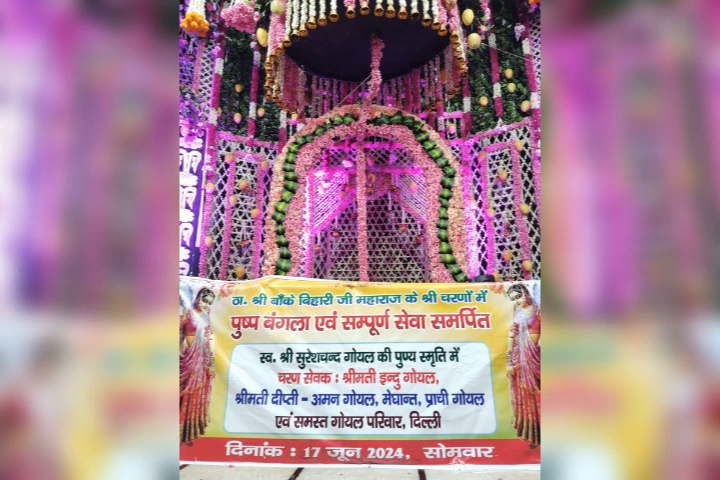 ठा. श्री बाँके बिहारी जी महाराज के श्री चरणों में
पुष्प बंगला एवं सम्पूर्ण सेवा समर्पित
स्व. श्री सुरेशचन्द गोयल की पुण्य स्मृति में
चरण सेवक : श्रीमती इन्दु गोयल,
श्रीमती दीप्ती - अमन गोयल, मेघान्त, प्राची गोयल
एवं समस्त गोयल परिवार, दिल्ली
दिनांक : 17 जून 2024, सोमवार